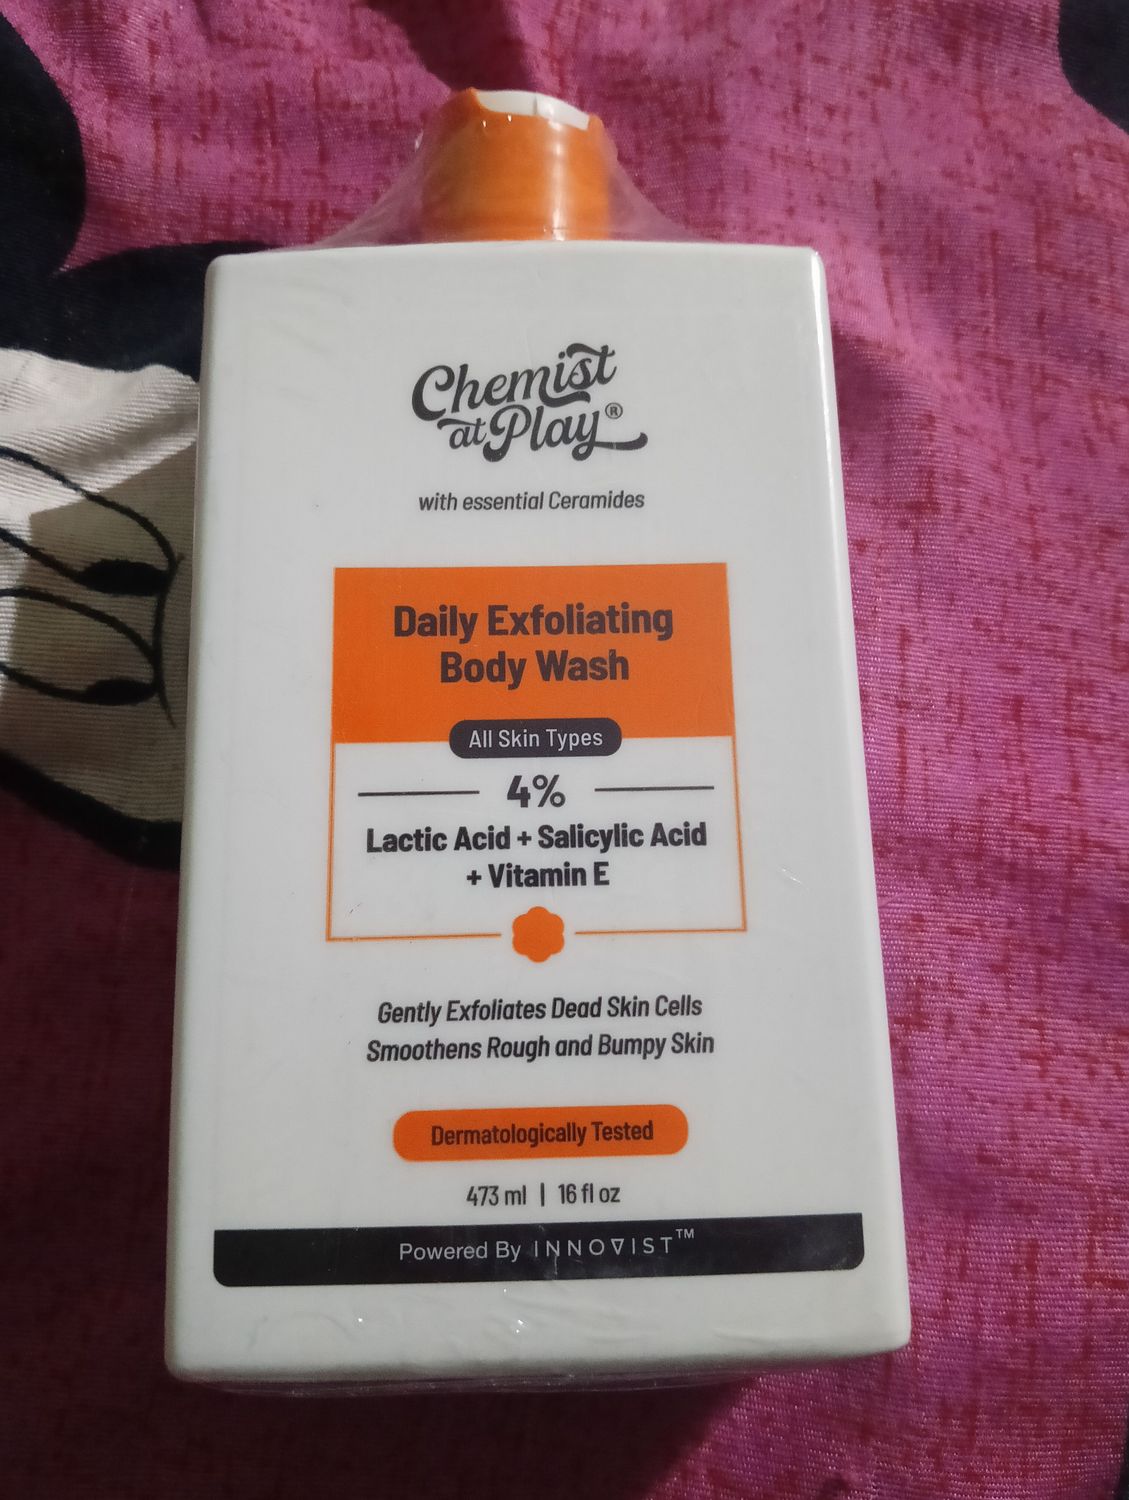 Chemist
at Play®
with essential Ceramides
Daily Exfoliating
Body Wash
All Skin Types
4%
Lactic Acid + Salicylic Acid
+ Vitamin E
Gently Exfoliates Dead Skin Cells
Smoothens Rough and Bumpy Skin
Dermatologically Tested
473 ml | 16 fl oz
Powered By INNOVIST™